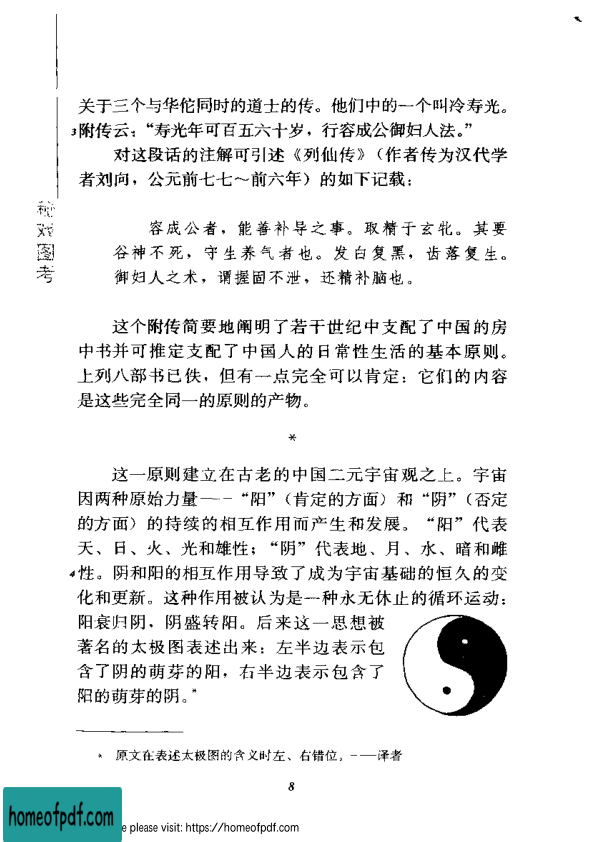 关于三个与华佗同时的道士的传。他们中的一个叫冷寿光。
3附传云:“寿光年可百五六十岁，行容成公御妇人法。”
对这段话的注解可引述《列仙传》(作者传为汉代学
者刘向，公元前七七～前六年) 的如下记载:
秘戏图考
容成公者，能善补导之事。取精于玄牝。其要
谷神不死，守生养气者也。发白复黑，齿落复生。
御妇人之术，谓握固不泄，还精补脑也。
这个附传简要地阐明了若干世纪中支配了中国的房
中书并可推定支配了中国人的日常性生活的基本原则。
上列八部书已佚，但有一点完全可以肯定: 它们的内容
是这些完全同一的原则的产物。
*
这一原则建立在古老的中国二元宇宙观之上。宇宙
因两种原始力量——“阳”(肯定的方面) 和“阴”(否定
的方面) 的持续的相互作用而产生和发展。“阳”代表
天、日、火、光和雄性;“阴”代表地、月、水、暗和雌
4性。阴和阳的相互作用导致了成为宇宙基础的恒久的变
化和更新。这种作用被认为是一种永无休止的循环运动:
阳衰归阴，阴盛转阳。后来这一思想被
著名的太极图表述出来: 左半边表示包
含了阴的萌芽的阳，右半边表示包含了
阳的萌芽的阴。*
* 原文在表述太极图的含义时左、右错位。——译者
8
homeofpdf.com
e please visit: https://homeofpdf.com